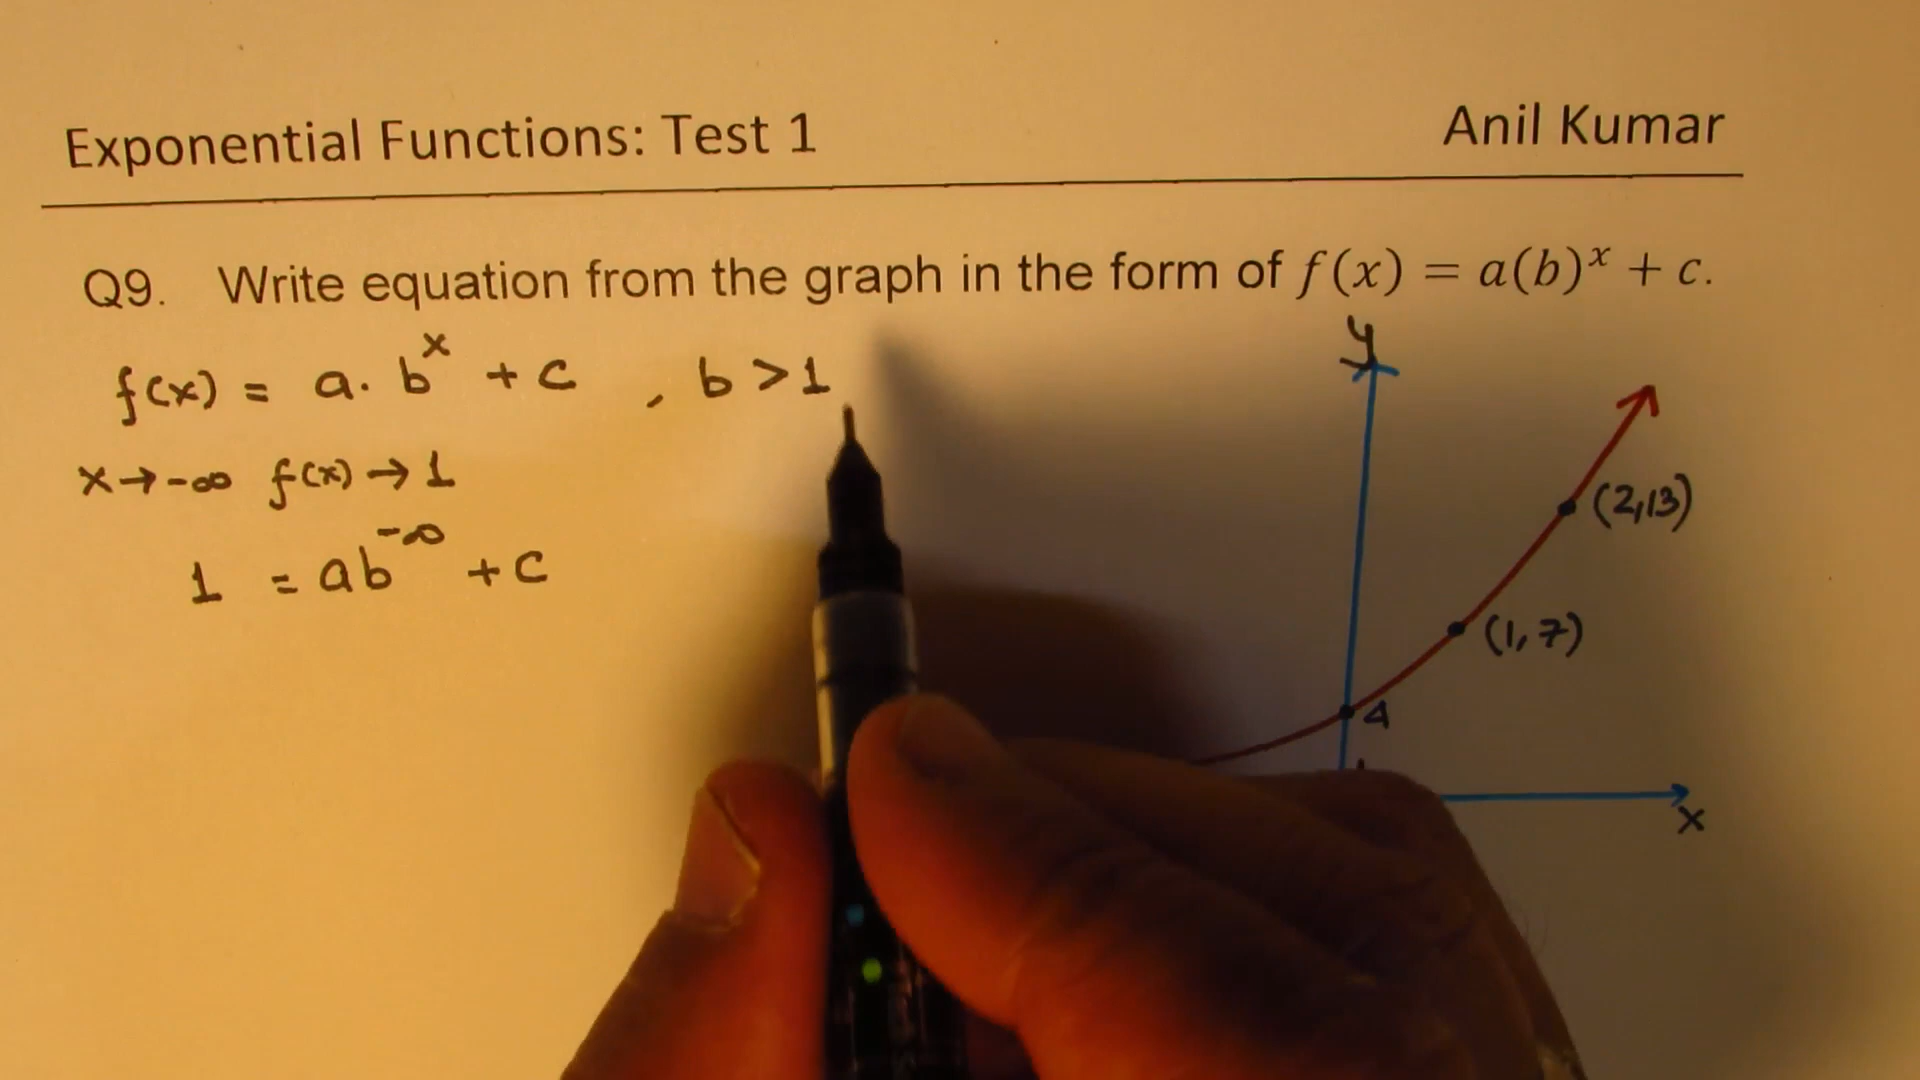 Exponential Functions: Test 1 Anil Kumar
Q9. Write equation from the graph in the form of f(x) = a(b)^x + c.
f(x) = a. b^x + c , b > 1
x→-∞ f(x)→1
1 = ab^-∞ + c
y
(2,13)
(1,7)
4
x